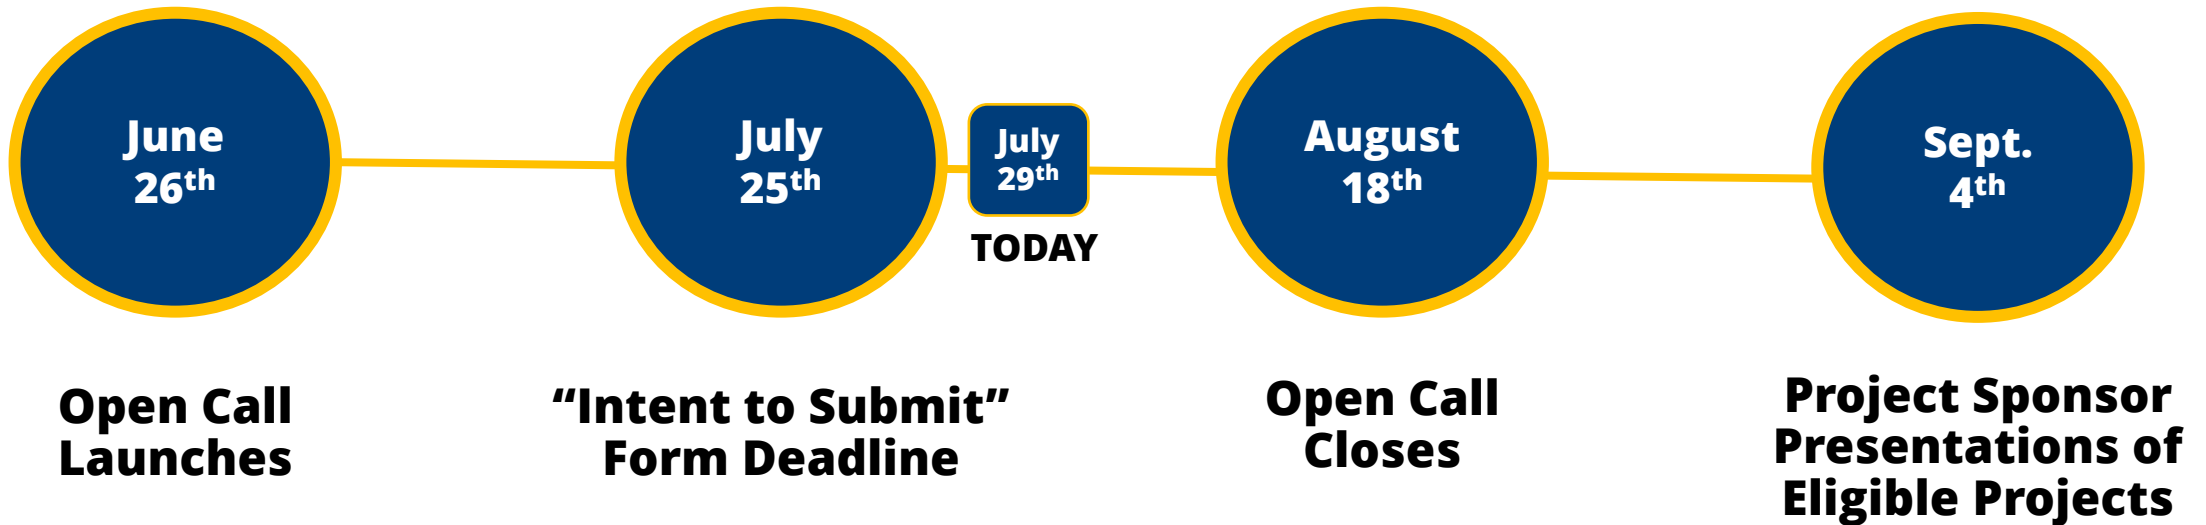 June
26th
July
25th
July
29th
TODAY
August
18th
Sept.
4th
Open Call
Launches
“Intent to Submit”
Form Deadline
Open Call
Closes
Project Sponsor
Presentations of
Eligible Projects